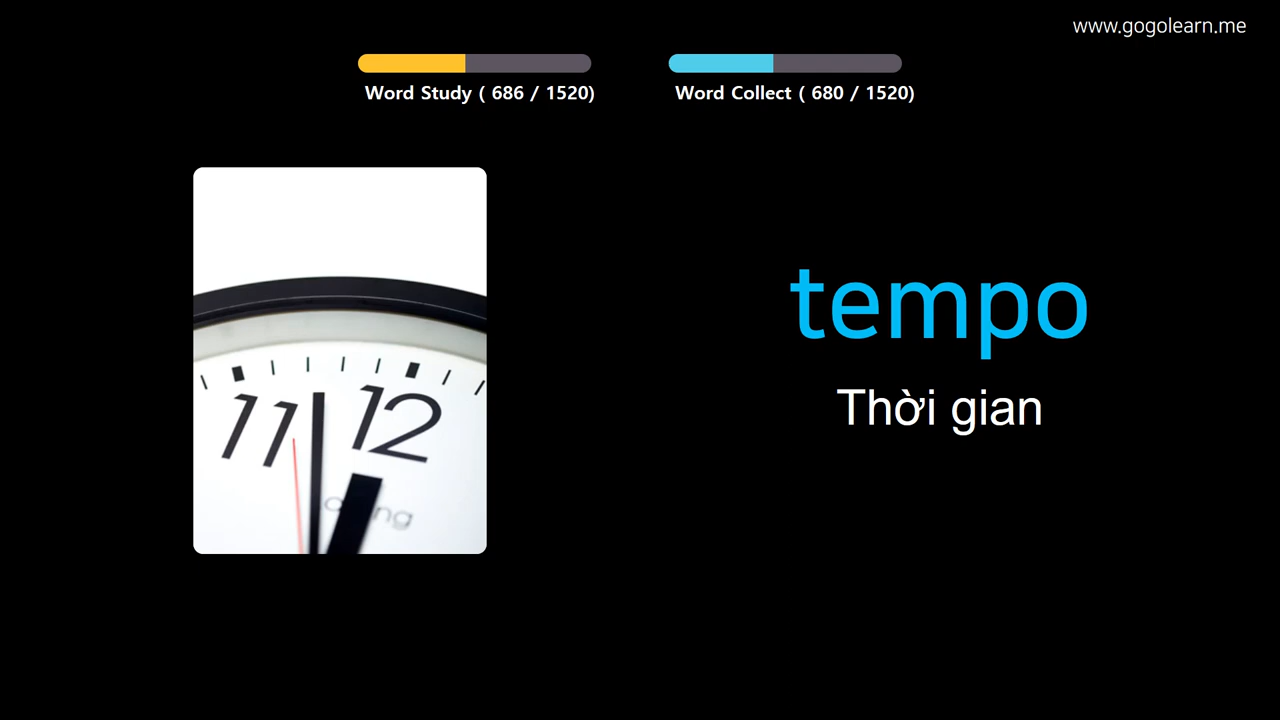 www.gogolearn.me
Word Study ( 686 / 1520)
Word Collect ( 680 / 1520)
tempo
Thời gian
11
12